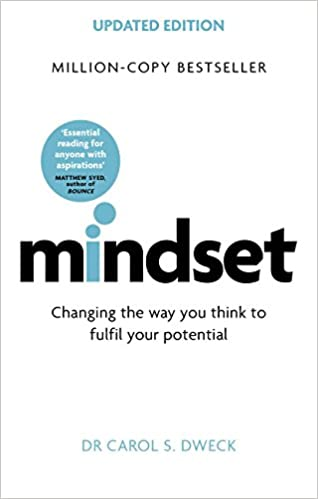 UPDATED EDITION
MILLION-COPY BESTSELLER
'Essential
reading for
anyone with
aspirations'
MATTHEW SYED,
author of
BOUNCE
mindset
Changing the way you think to
fulfil your potential
DR CAROL S. DWECK